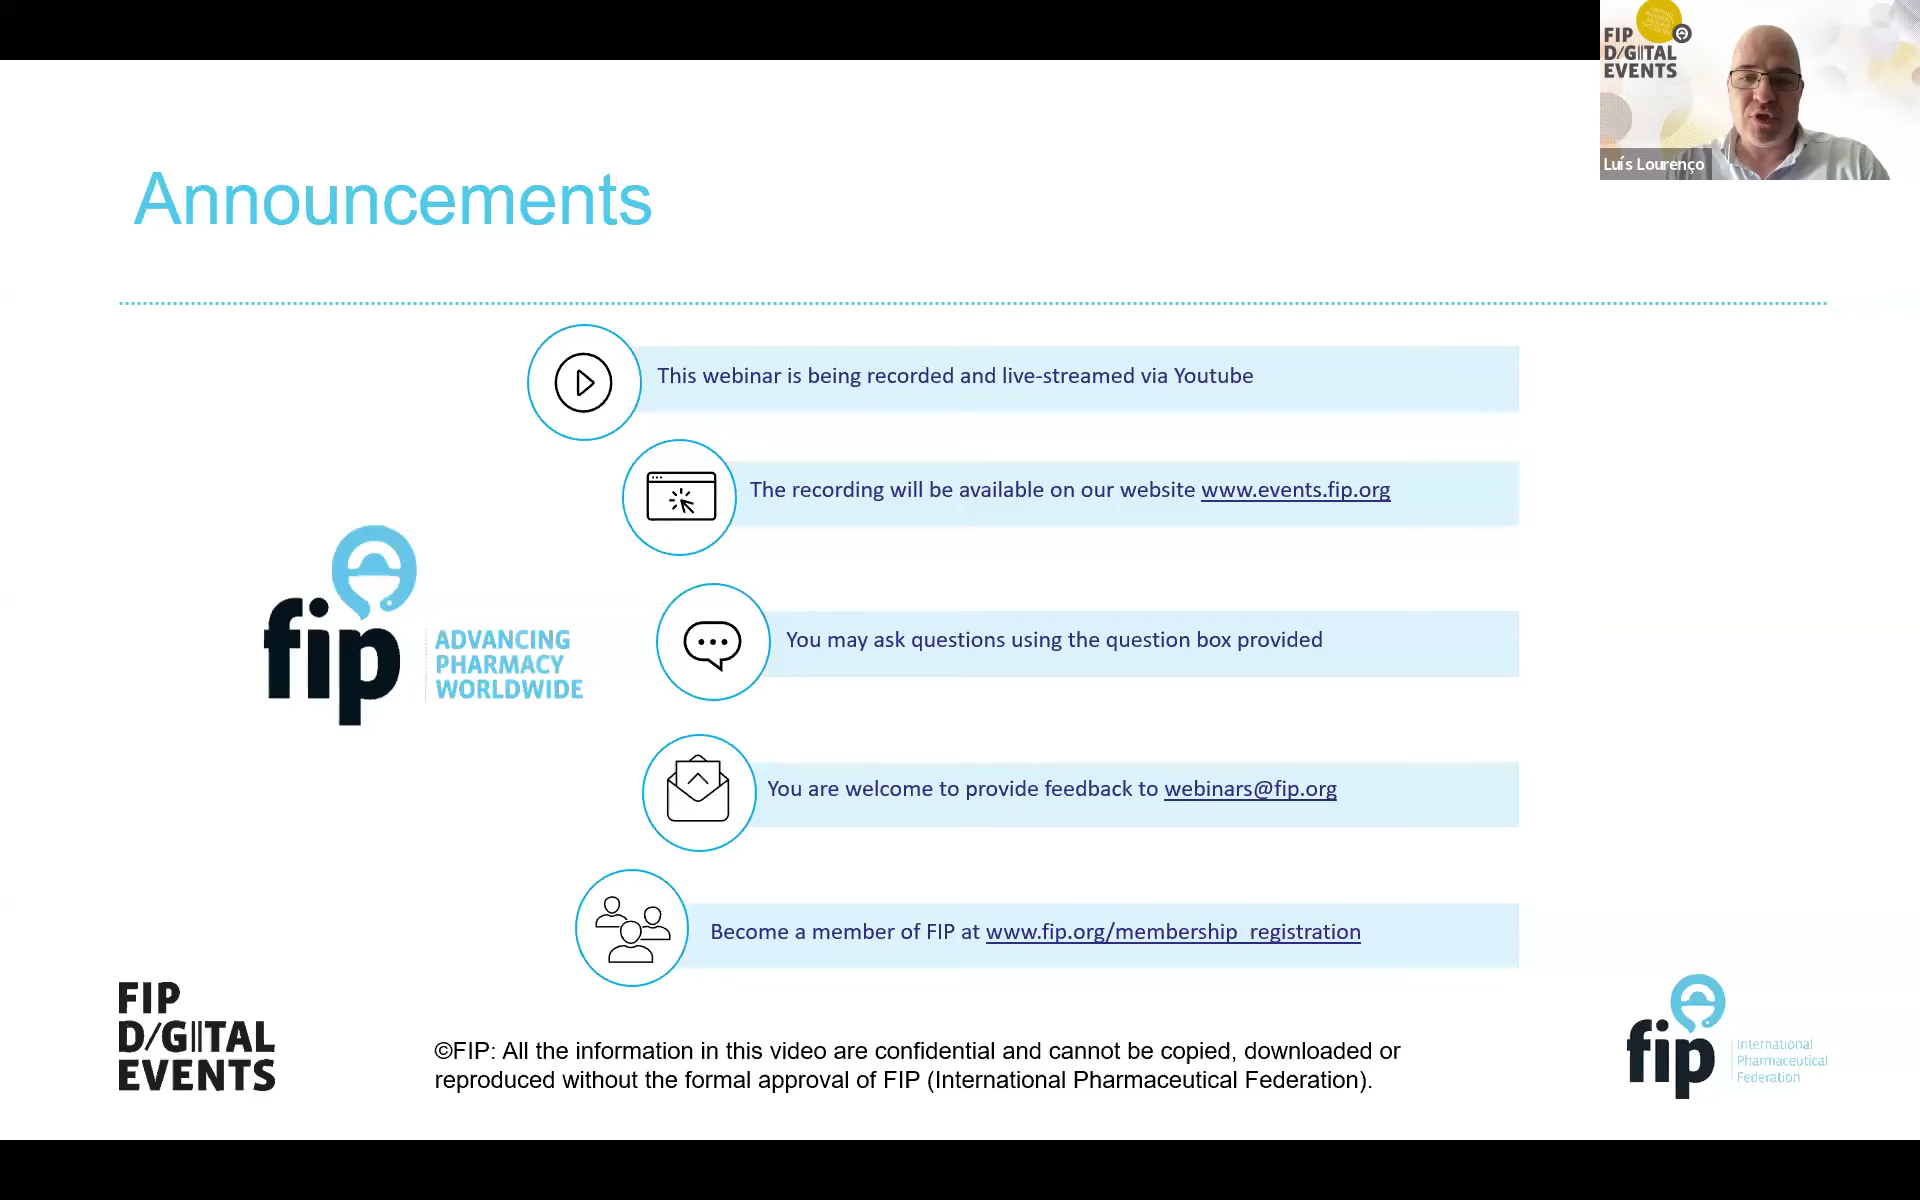 FIP
D/GITAL
EVENTS
Luís Lourenço
Announcements
This webinar is being recorded and live-streamed via Youtube
The recording will be available on our website www.events.fip.org
You may ask questions using the question box provided
You are welcome to provide feedback to webinars@fip.org
Become a member of FIP at www.fip.org/membership_registration
fip
ADVANCING
PHARMACY
WORLDWIDE
FIP
D/GITAL
EVENTS
©FIP: All the information in this video are confidential and cannot be copied, downloaded or
reproduced without the formal approval of FIP (International Pharmaceutical Federation).
fip
International
Pharmaceutical
Federation